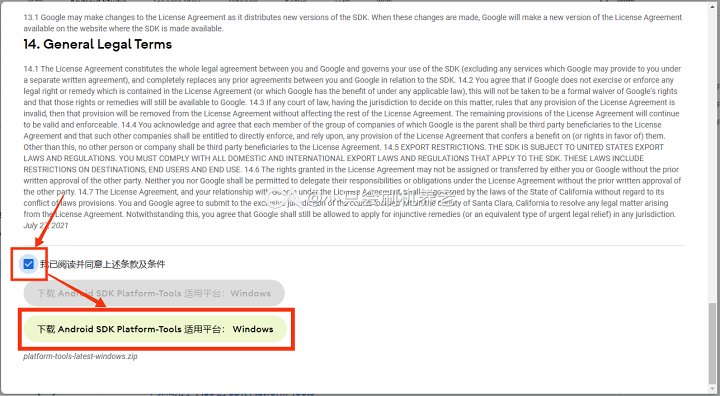 13.1 Google may make changes to the License Agreement as it distributes new versions of the SDK. When these changes are made, Google will make a new version of the License Agreement
available on the website where the SDK is made available.
14. General Legal Terms
14.1 The License Agreement constitutes the whole legal agreement between you and Google and governs your use of the SDK (excluding any services which Google may provide to you under
a separate written agreement), and completely replaces any prior agreements between you and Google in relation to the SDK. 14.2 You agree that if Google does not exercise or enforce any
legal right or remedy which is contained in the License Agreement (or which Google has the benefit of under any applicable law), this will not be taken to be a formal waiver of Google's rights
and that those rights or remedies will still be available to Google. 14.3 If any court of law, having the jurisdiction to decide on this matter, rules that any provision of the License Agreement is
invalid, then that provision will be removed from the License Agreement without affecting the rest of the License Agreement. The remaining provisions of the License Agreement will continue
to be valid and enforceable. 14.4 You acknowledge and agree that each member of the group of companies of which Google is the parent shall be third party beneficiaries to the License
Agreement and that such other companies shall be entitled to directly enforce, and rely upon, any provision of the License Agreement that confers a benefit on (or rights in favor of) them.
Other than this, no other person or company shall be third party beneficiaries to the License Agreement. 14.5 EXPORT RESTRICTIONS. THE SDK IS SUBJECT TO UNITED STATES EXPORT
LAWS AND REGULATIONS. YOU MUST COMPLY WITH ALL DOMESTIC AND INTERNATIONAL EXPORT LAWS AND REGULATIONS THAT APPLY TO THE SDK. THESE LAWS INCLUDE
RESTRICTIONS ON DESTINATIONS, END USERS AND END USE. 14.6 The rights granted in the License Agreement may not be assigned or transferred by either you or Google without the prior
written approval of the other party. Neither you nor Google shall be permitted to delegate their responsibilities or obligations under the License Agreement without the prior written approval of
the other party. 14.7 The License Agreement, and your relationship with Google under the License Agreement, shall be governed by the laws of the State of California without regard to its
conflict of laws provisions. You and Google agree to submit to the exclusive jurisdiction of the courts located within the county of Santa Clara, California to resolve any legal matter arising
from the License Agreement. Notwithstanding this, you agree that Google shall still be allowed to apply for injunctive remedies (or an equivalent type of urgent legal relief) in any jurisdiction.
July 27, 2021
我已阅读并同意上述条款及条件
下载 Android SDK Platform-Tools 适用平台： Windows
下载 Android SDK Platform-Tools 适用平台： Windows
platform-tools-latest-windows.zip